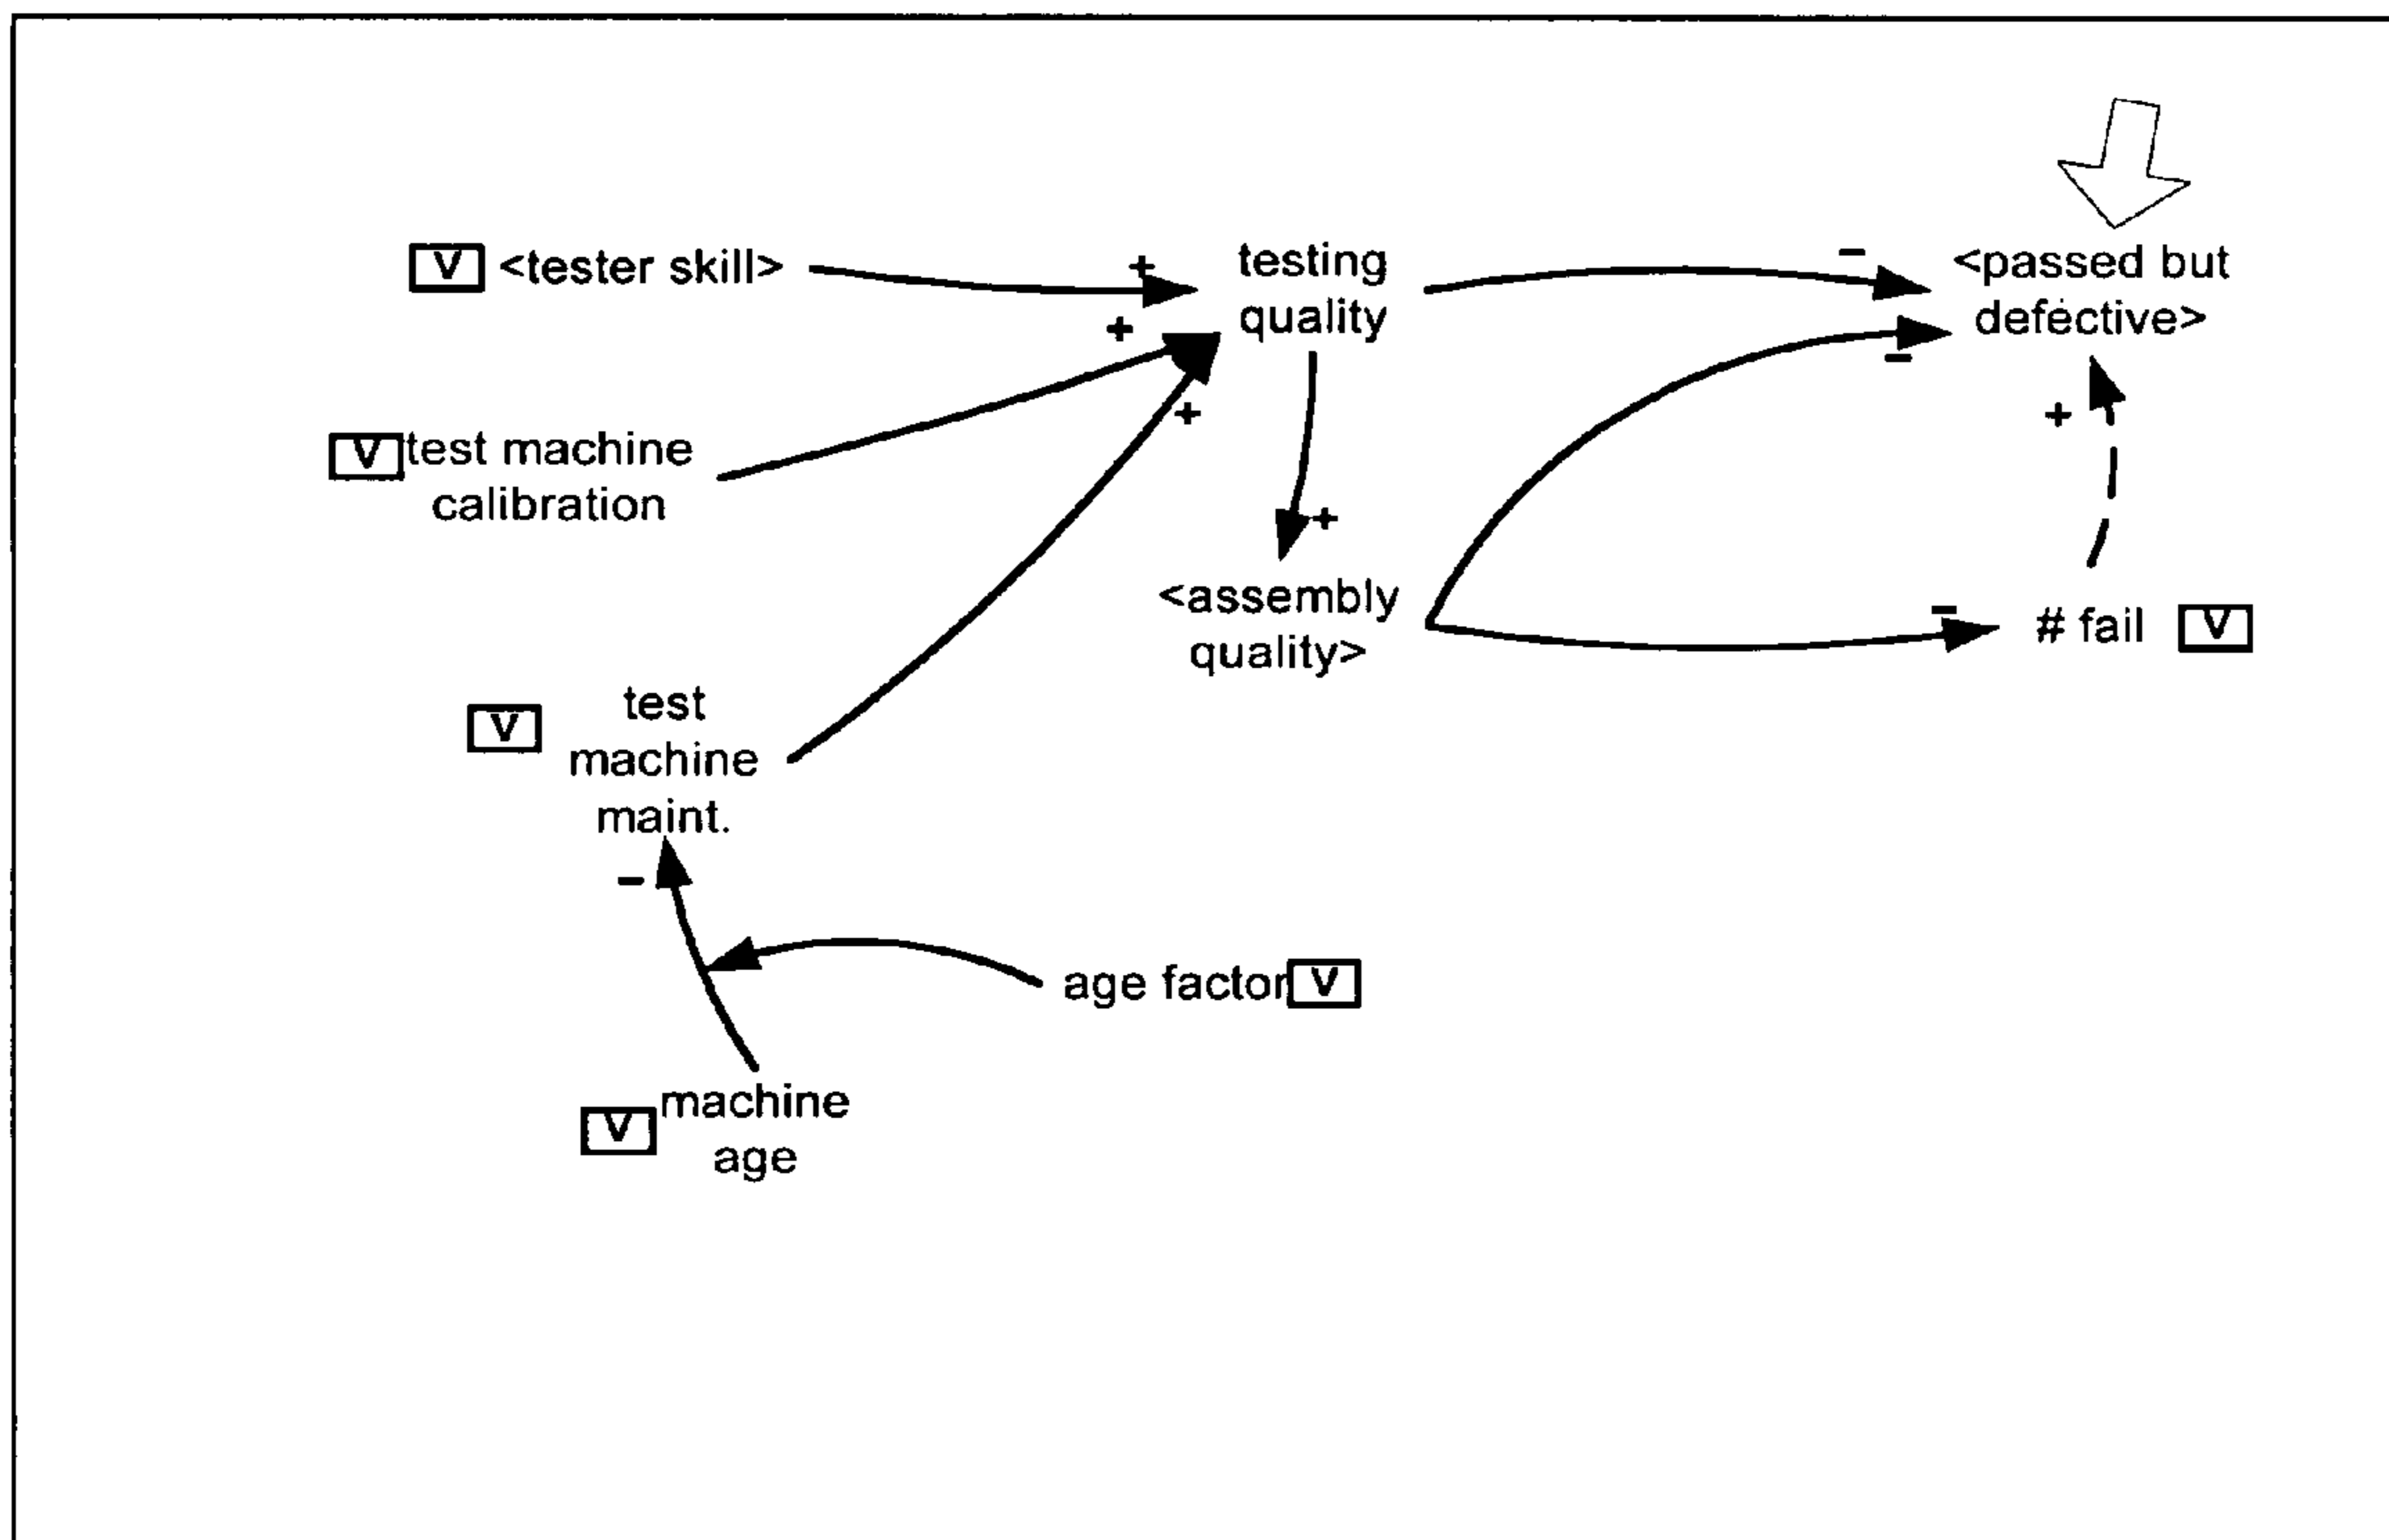 V <tester skill>
+
testing
quality
-
<passed but
defective>
+
-
+
+
V test machine
calibration
+
<assembly
quality>
-
# fail V
V test
machine
maint.
-
age factor V
V machine
age